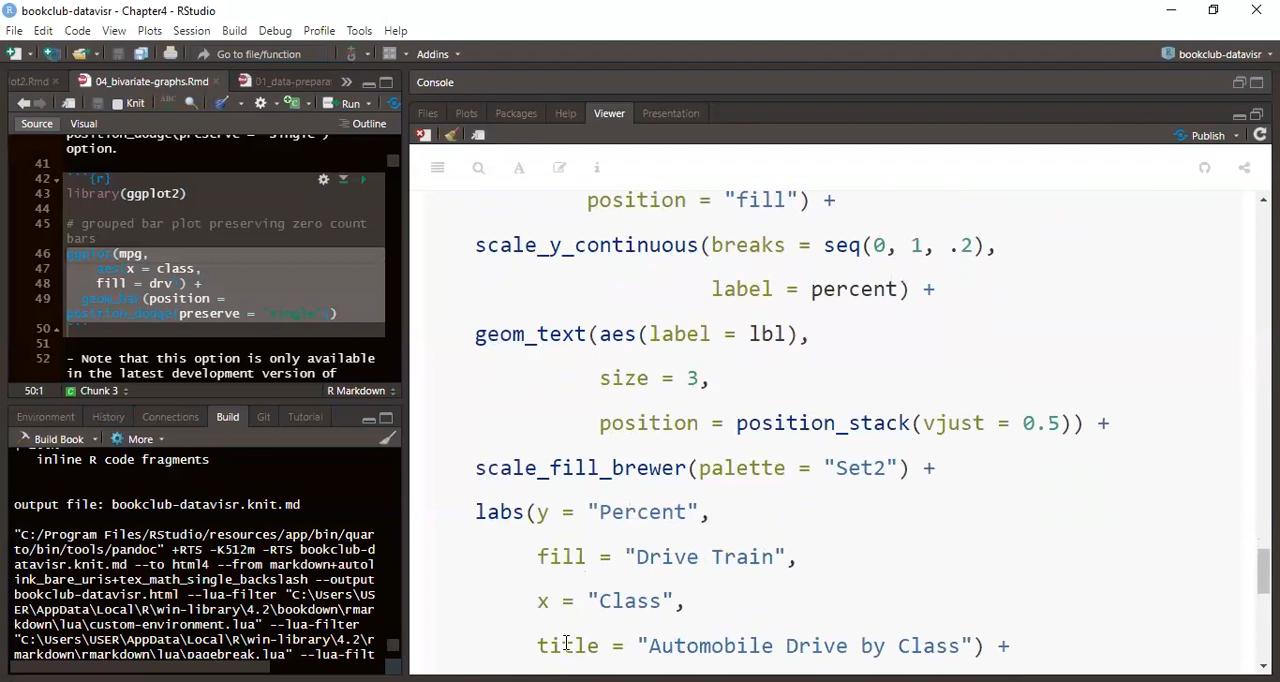 bookclub-datavisr - Chapter4 - RStudio
File Edit Code View Plots Session Build Debug Profile Tools Help
Go to file/function
Addins
bookclub-datavisr
lot2.Rmd
04_bivariate-graphs.Rmd
01_data-prepara
Knit
ABC
Run
Source Visual
Outline
option.
41
42 ```{r}
43 library(ggplot2)
44
45 # grouped bar plot preserving zero count
bars
46 ggplot(mpg,
47 aes(x = class,
48 fill = drv)) +
49 geom_bar(position =
position_dodge(preserve = "single"))
50 ```
51
52 - Note that this option is only available
in the latest development version of
50:1 Chunk 3 R Markdown
Environment History Connections Build Git Tutorial
Build Book More
inline R code fragments
output file: bookclub-datavisr.knit.md
"C:/Program Files/RStudio/resources/app/bin/qua
rto/bin/tools/pandoc" +RTS -K512m -RTS bookclub-d
atavisr.knit.md --to html4 --from markdown+autol
ink_bare_uris+tex_math_single_backslash --output
bookclub-datavisr.html --lua-filter "C:\Users\US
ER\AppData\Local\R\win-library\4.2\bookdown\rmar
kdown\lua\custom-environment.lua" --lua-filter
"C:\Users\USER\AppData\Local\R\win-library\4.2\r
markdown\rmarkdown\lua\pagebreak.lua" --lua-filt
Console
Files Plots Packages Help Viewer Presentation
Publish
position = "fill") +
scale_y_continuous(breaks = seq(0, 1, .2),
label = percent) +
geom_text(aes(label = lbl),
size = 3,
position = position_stack(vjust = 0.5)) +
scale_fill_brewer(palette = "Set2") +
labs(y = "Percent",
fill = "Drive Train",
x = "Class",
title = "Automobile Drive by Class") +